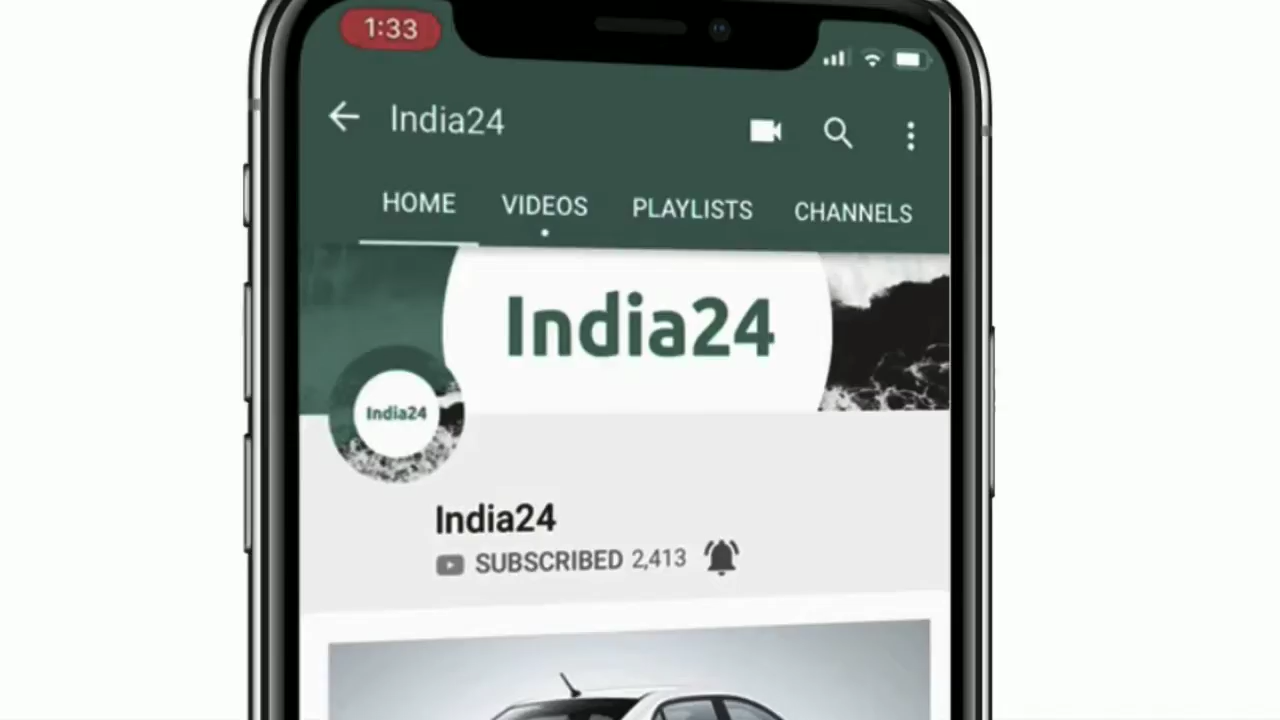 1:33
India24
HOME VIDEOS PLAYLISTS CHANNELS
India24
India24
India24
SUBSCRIBED 2,413